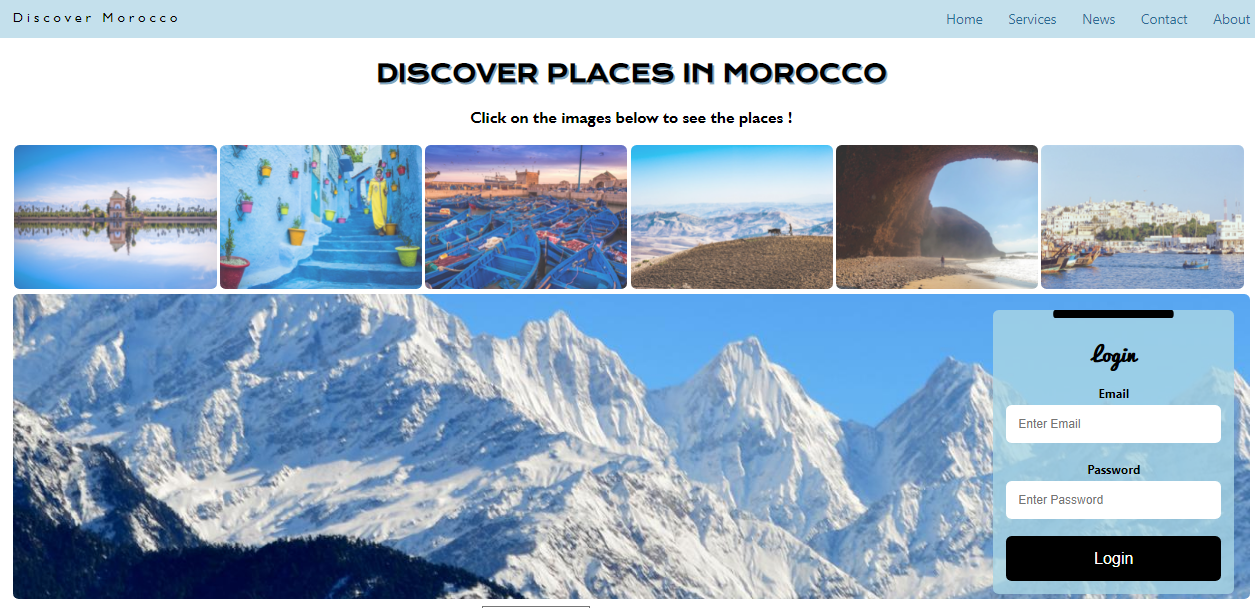 Discover Morocco
Home Services News Contact About
DISCOVER PLACES IN MOROCCO
Click on the images below to see the places !
Login
Email
Enter Email
Password
Enter Password
Login